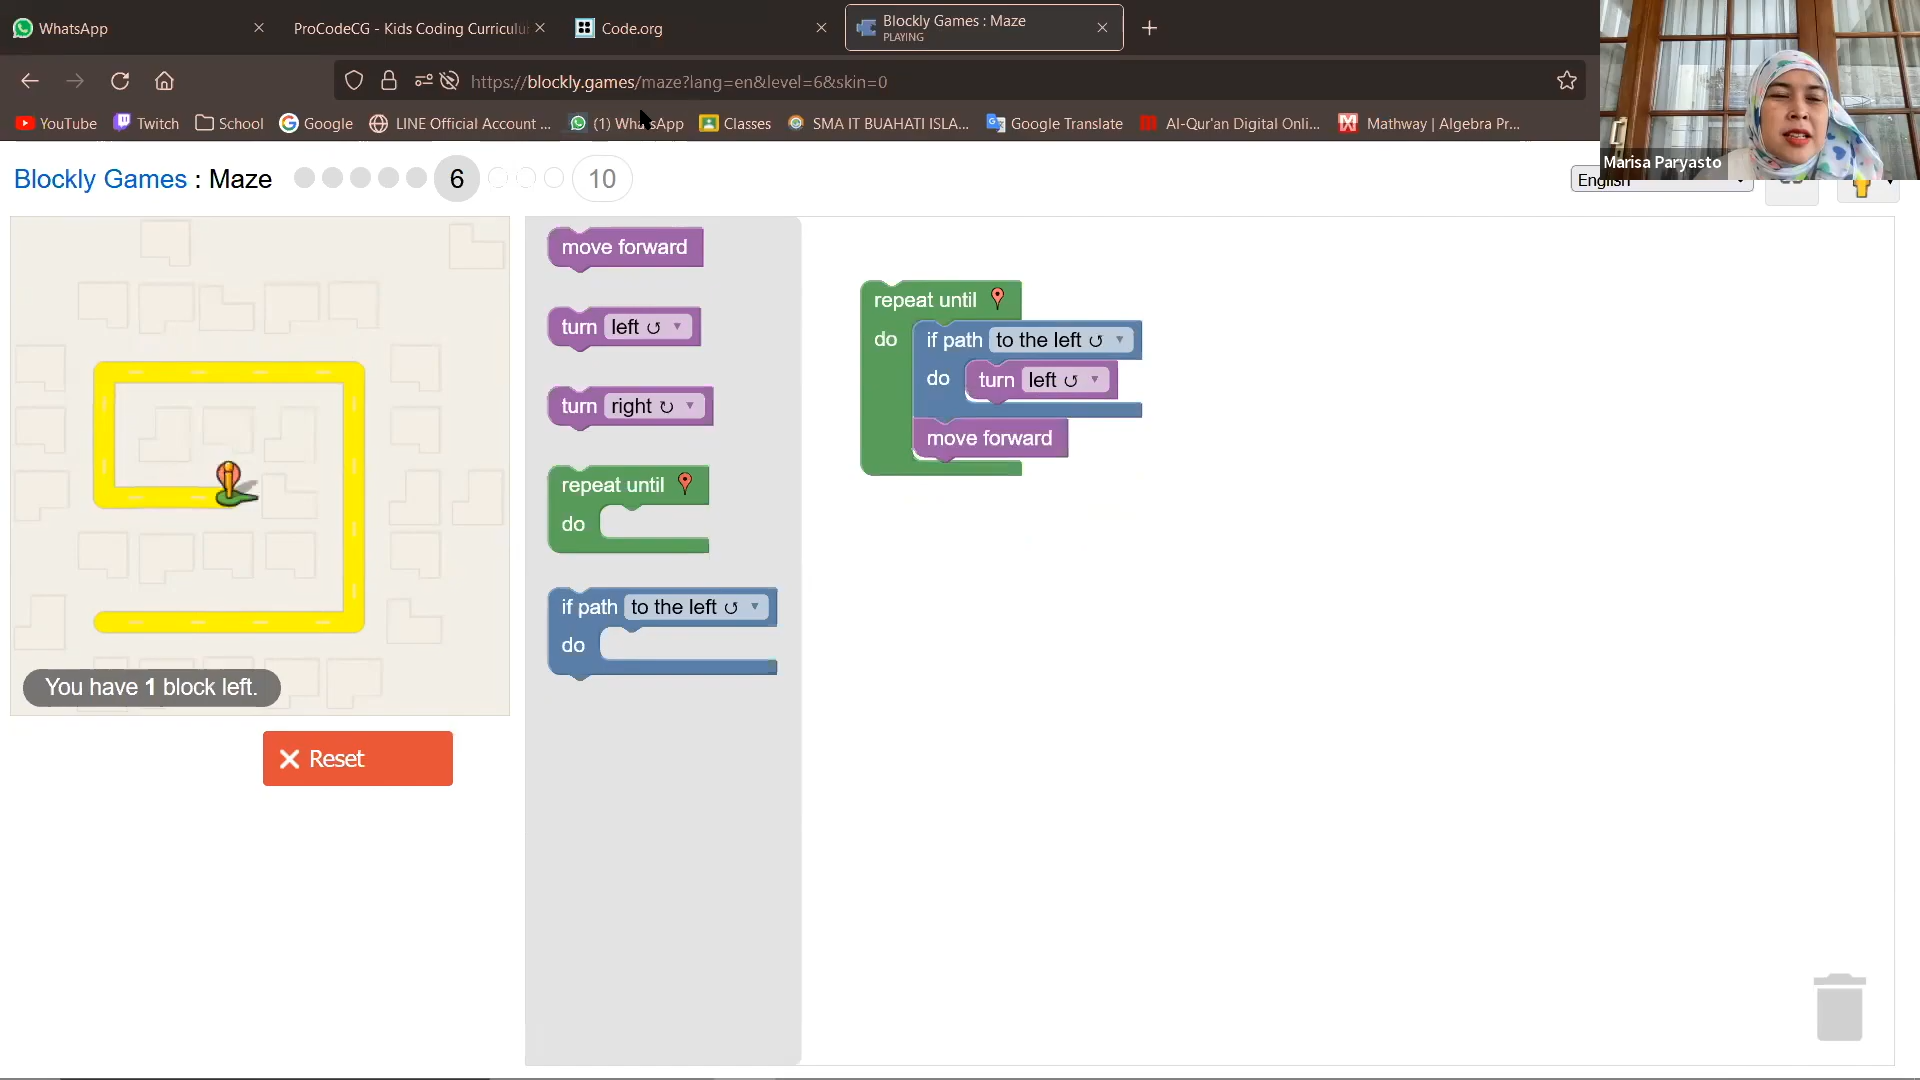 WhatsApp
ProCodeCG - Kids Coding Curriculu
Code.org
Blockly Games : Maze
PLAYING
https://blockly.games/maze?lang=en&level=6&skin=0
YouTube
Twitch
School
Google
LINE Official Account ...
(1) WhatsApp
Classes
SMA IT BUAHATI ISLA...
Google Translate
Al-Qur'an Digital Onli...
Mathway | Algebra Pr...
Marisa Paryasto
Blockly Games : Maze
6
10
English
move forward
turn left
turn right
repeat until
do
if path to the left
do
repeat until
do
if path to the left
do
turn left
move forward
You have 1 block left.
Reset